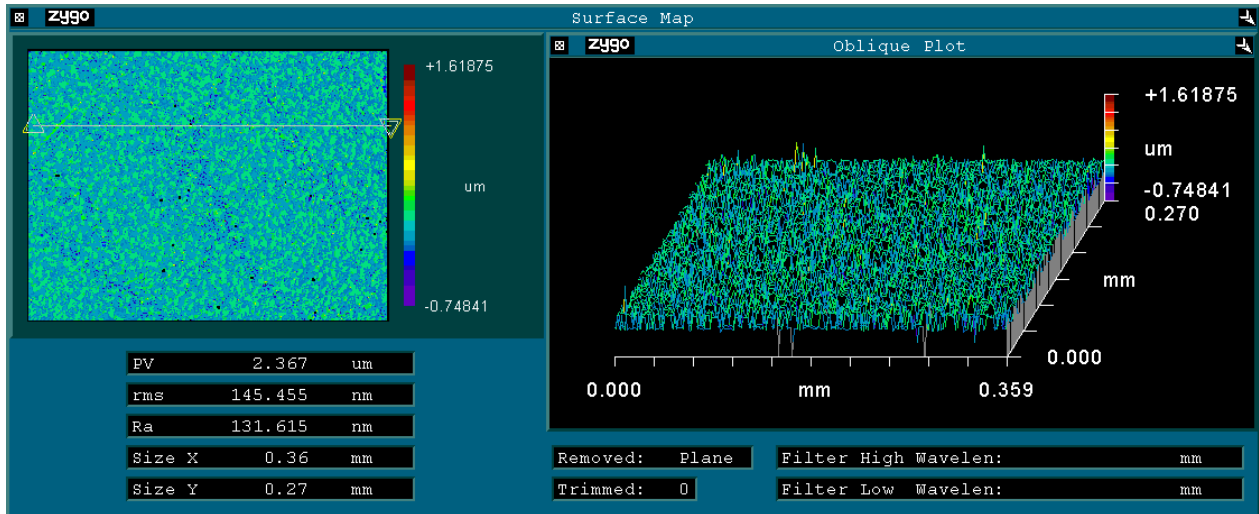 zygo Surface Map
+1.61875
um
-0.74841
PV 2.367 um
rms 145.455 nm
Ra 131.615 nm
Size X 0.36 mm
Size Y 0.27 mm
zygo Oblique Plot
+1.61875
um
-0.74841
0.270
mm
0.000
0.000 mm 0.359
Removed: Plane
Trimmed: 0
Filter High Wavelen: mm
Filter Low Wavelen: mm